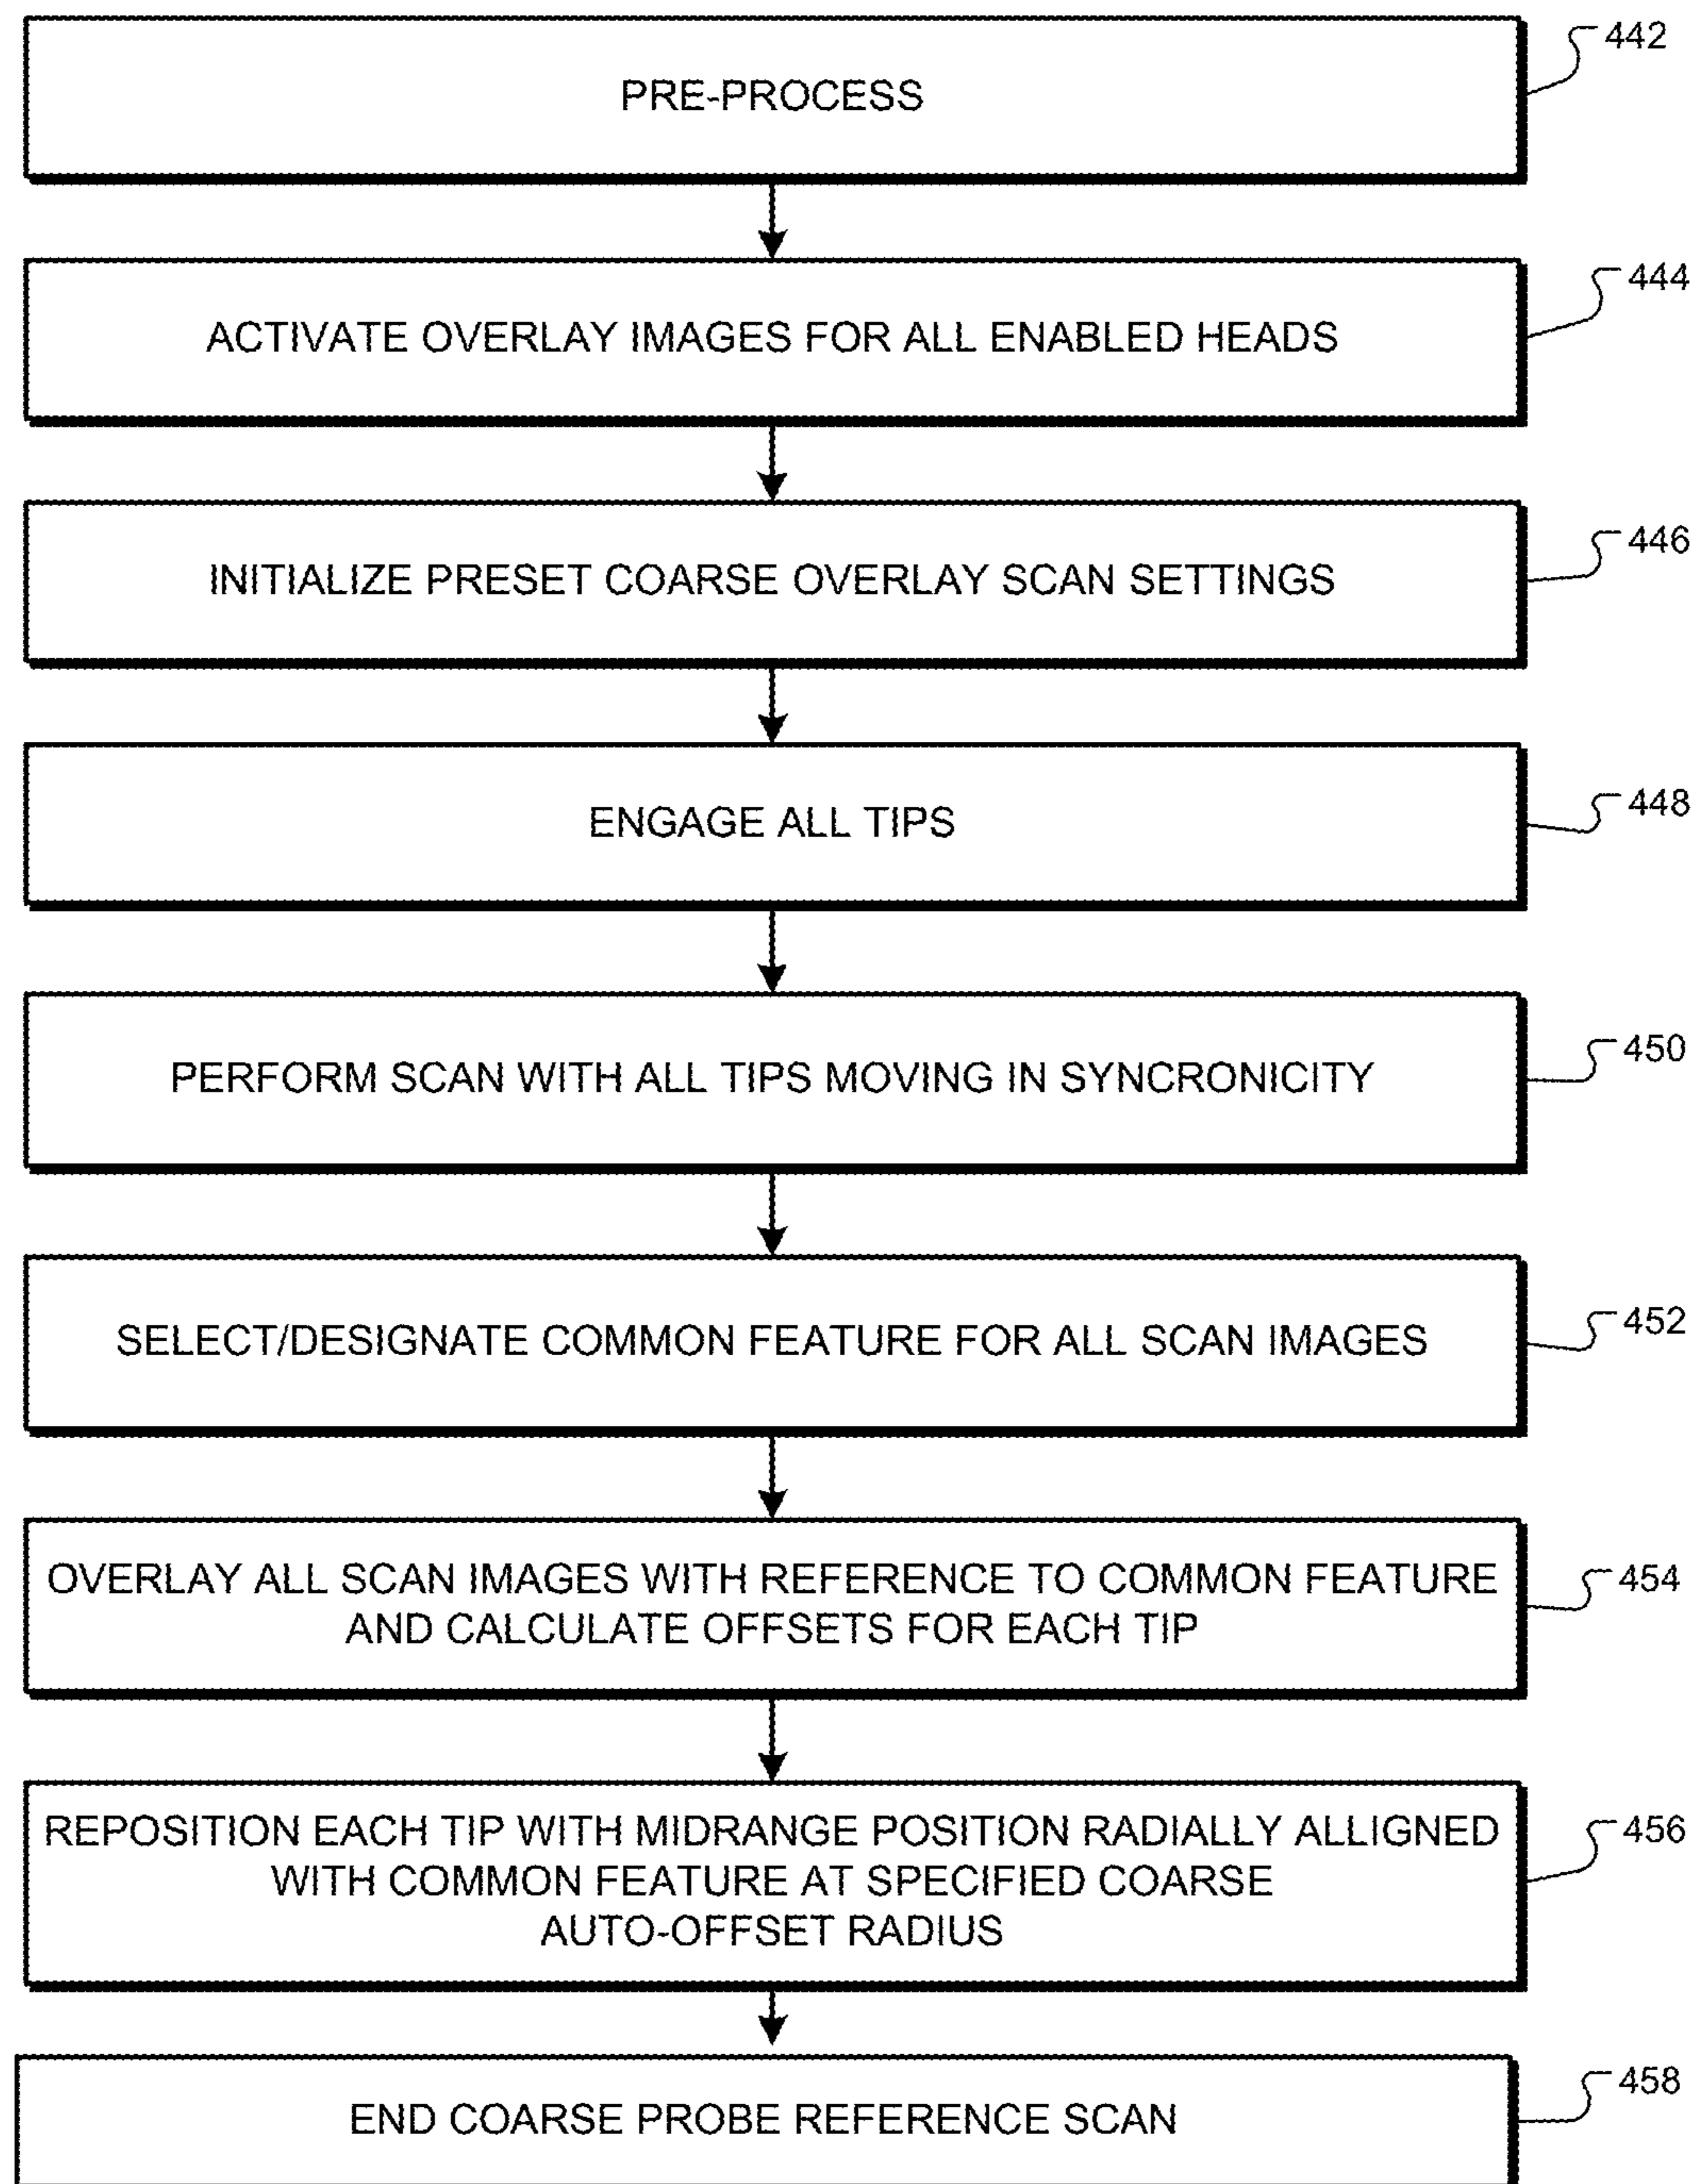 PRE-PROCESS
442
ACTIVATE OVERLAY IMAGES FOR ALL ENABLED HEADS
444
INITIALIZE PRESET COARSE OVERLAY SCAN SETTINGS
446
ENGAGE ALL TIPS
448
PERFORM SCAN WITH ALL TIPS MOVING IN SYNCRONICITY
450
SELECT/DESIGNATE COMMON FEATURE FOR ALL SCAN IMAGES
452
OVERLAY ALL SCAN IMAGES WITH REFERENCE TO COMMON FEATURE
AND CALCULATE OFFSETS FOR EACH TIP
454
REPOSITION EACH TIP WITH MIDRANGE POSITION RADIALLY ALLIGNED
WITH COMMON FEATURE AT SPECIFIED COARSE
AUTO-OFFSET RADIUS
456
END COARSE PROBE REFERENCE SCAN
458